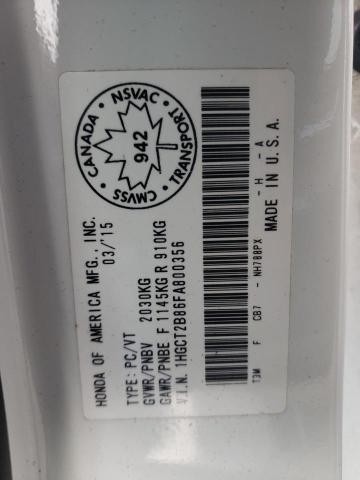 HONDA OF AMERICA MFG., INC.
03/'15
CANADA NSVAC
942
CMVSS TRANSPORT
TYPE: PC/VT
GVWR/PNBV 2030KG
GAWR/PNBE F 1145KG R 910KG
V.I.N. 1HGCT2B86FA800356
MADE IN U.S.A.
T3M F CB7 - NH788PX - H - A